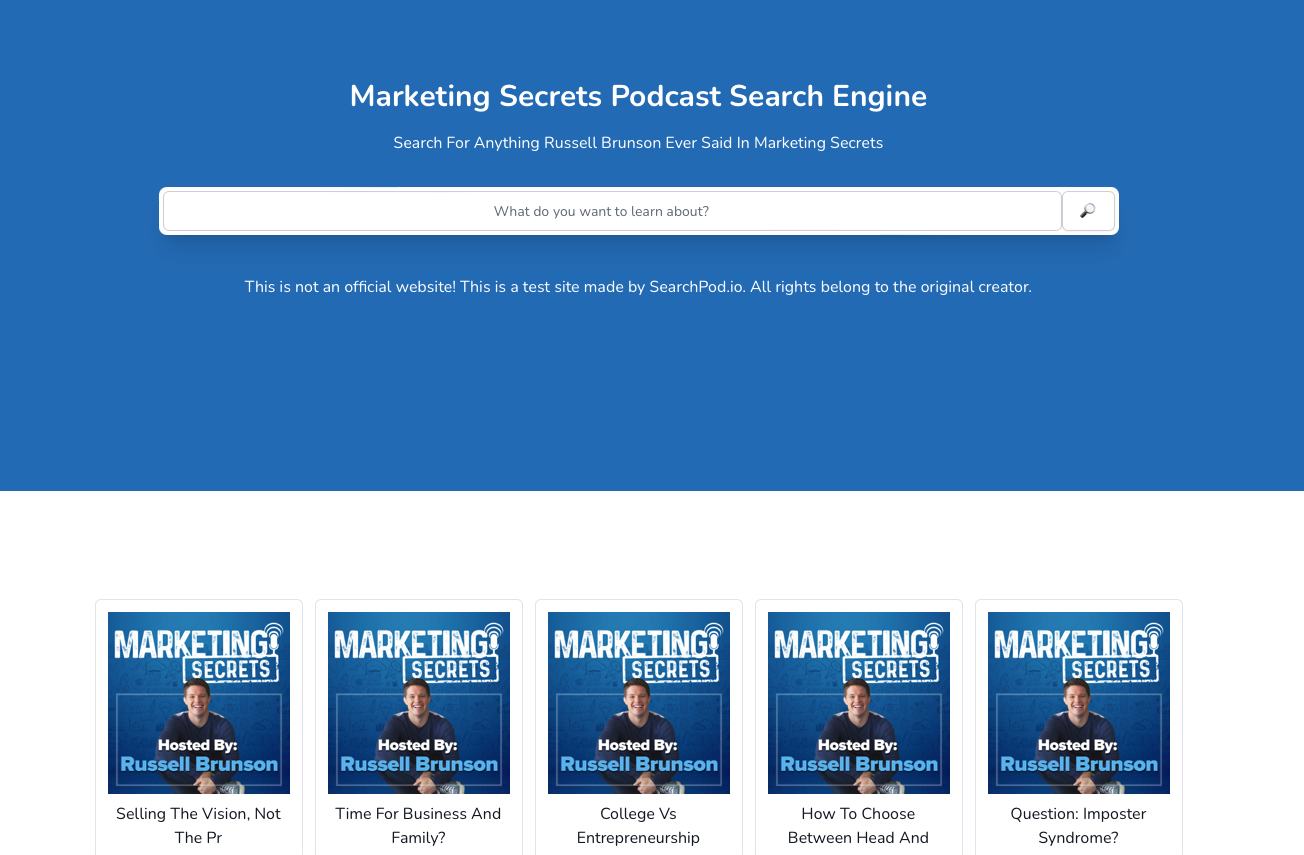 Marketing Secrets Podcast Search Engine
Search For Anything Russell Brunson Ever Said In Marketing Secrets
What do you want to learn about?
This is not an official website! This is a test site made by SearchPod.io. All rights belong to the original creator.
MARKETING
SECRETS
Hosted By:
Russell Brunson
Selling The Vision, Not
The Pr
MARKETING
SECRETS
Hosted By:
Russell Brunson
Time For Business And
Family?
MARKETING
SECRETS
Hosted By:
Russell Brunson
College Vs
Entrepreneurship
MARKETING
SECRETS
Hosted By:
Russell Brunson
How To Choose
Between Head And
MARKETING
SECRETS
Hosted By:
Russell Brunson
Question: Imposter
Syndrome?